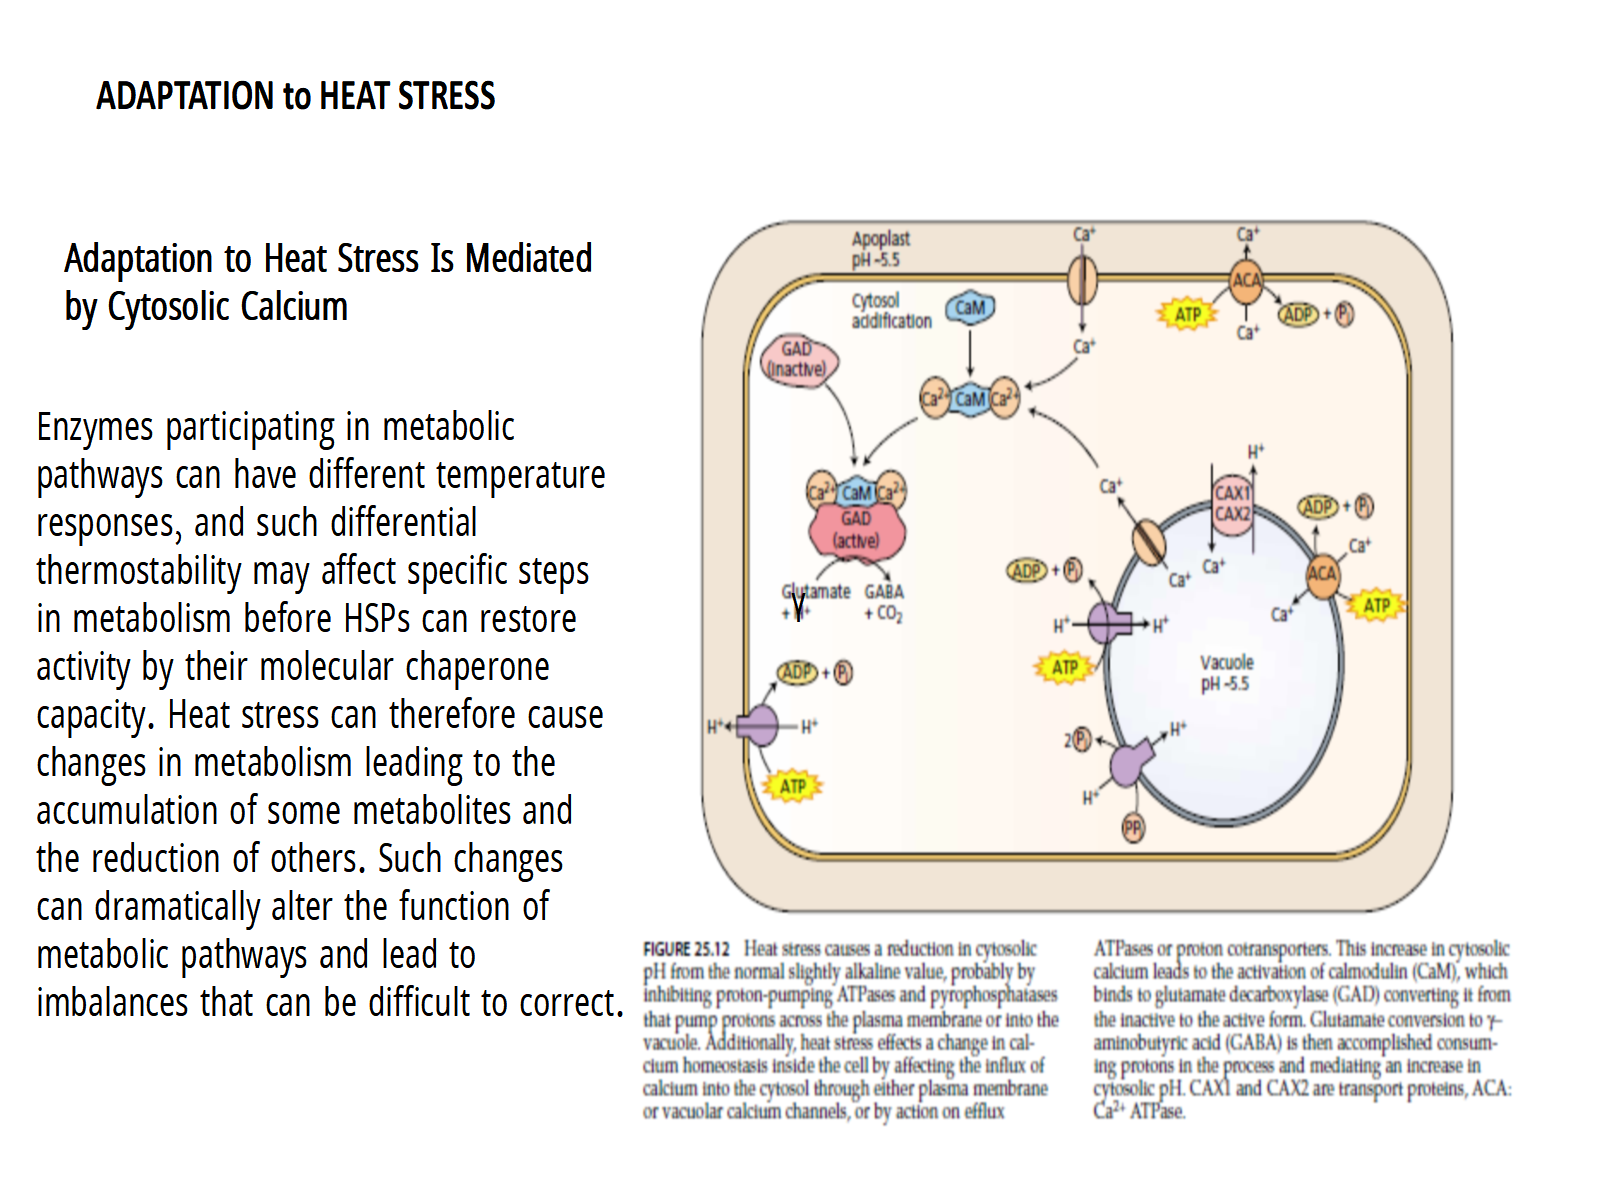 ADAPTATION to HEAT STRESS
Adaptation to Heat Stress Is Mediated
by Cytosolic Calcium
Enzymes participating in metabolic
pathways can have different temperature
responses, and such differential
thermostability may affect specific steps
in metabolism before HSPs can restore
activity by their molecular chaperone
capacity. Heat stress can therefore cause
changes in metabolism leading to the
accumulation of some metabolites and
the reduction of others. Such changes
can dramatically alter the function of
metabolic pathways and lead to
imbalances that can be difficult to correct.
Apoplast
pH ~5.5
Ca⁺
Ca⁺
ACA
ATP
ADP + Pi
Ca⁺
Cytosol
acidification
CaM
Ca⁺
GAD
(inactive)
Ca²⁺ CaM Ca²⁺
Ca²⁺ CaM Ca²⁺
GAD
(active)
Glutamate
+ H⁺
γ
GABA
+ CO₂
Ca⁺
Ca⁺
H⁺
CAX1
CAX2
Ca⁺
ADP + Pi
Ca⁺
ACA
Ca⁺
ATP
ADP + Pi
H⁺
H⁺
ATP
Vacuole
pH ~5.5
ADP + Pi
H⁺
H⁺
ATP
2Pi
H⁺
H⁺
PPi
FIGURE 25.12 Heat stress causes a reduction in cytosolic
pH from the normal slightly alkaline value, probably by
inhibiting proton-pumping ATPases and pyrophosphatases
that pump protons across the plasma membrane or into the
vacuole. Additionally, heat stress effects a change in cal-
cium homeostasis inside the cell by affecting the influx of
calcium into the cytosol through either plasma membrane
or vacuolar calcium channels, or by action on efflux
ATPases or proton cotransporters. This increase in cytosolic
calcium leads to the activation of calmodulin (CaM), which
binds to glutamate decarboxylase (GAD) converting it from
the inactive to the active form. Glutamate conversion to γ–
aminobutyric acid (GABA) is then accomplished consum-
ing protons in the process and mediating an increase in
cytosolic pH. CAX1 and CAX2 are transport proteins, ACA:
Ca²⁺ ATPase.